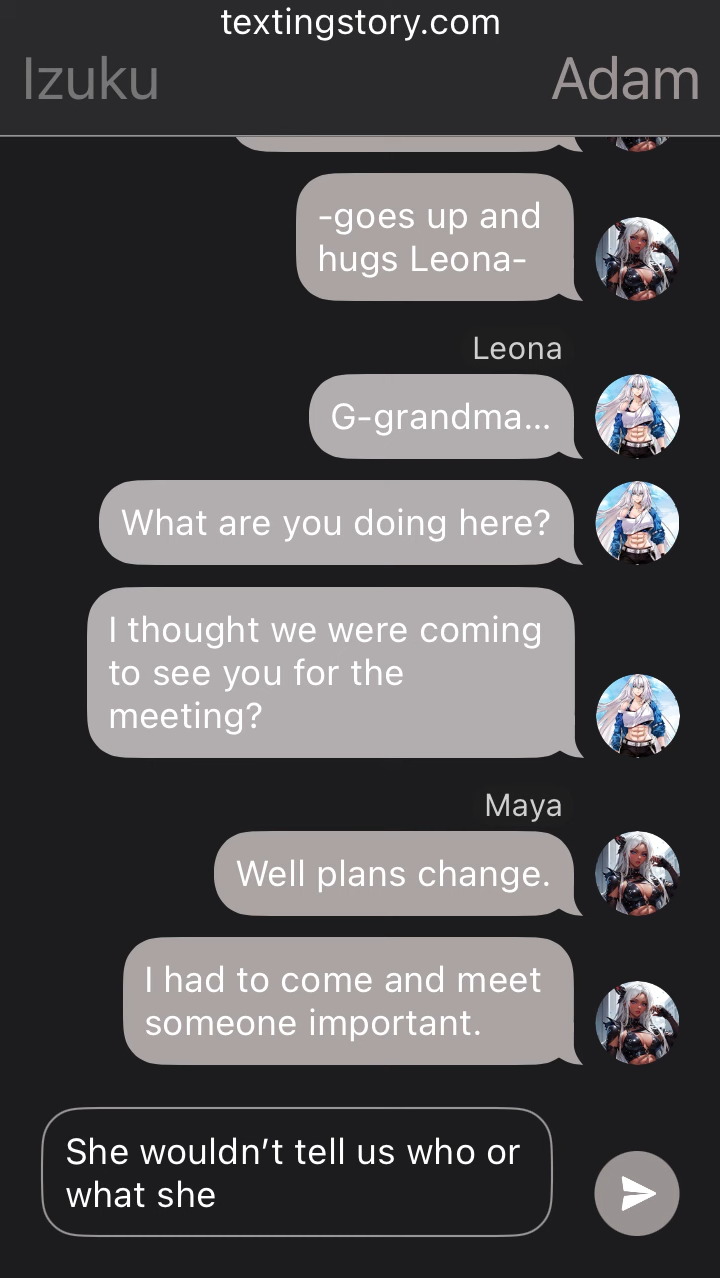 textingstory.com
Izuku
Adam
-goes up and
hugs Leona-
Leona
G-grandma...
What are you doing here?
I thought we were coming
to see you for the
meeting?
Maya
Well plans change.
I had to come and meet
someone important.
She wouldn’t tell us who or
what she